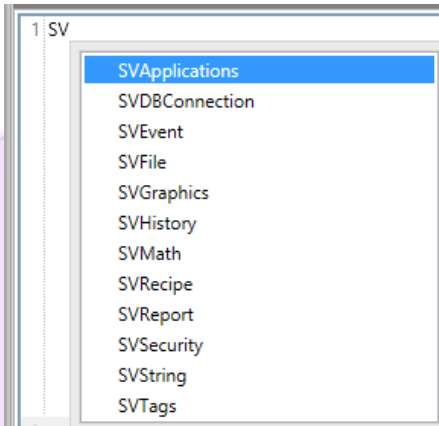 1 SV
SVApplications
SVDBConnection
SVEvent
SVFile
SVGraphics
SVHistory
SVMath
SVRecipe
SVReport
SVSecurity
SVString
SVTags